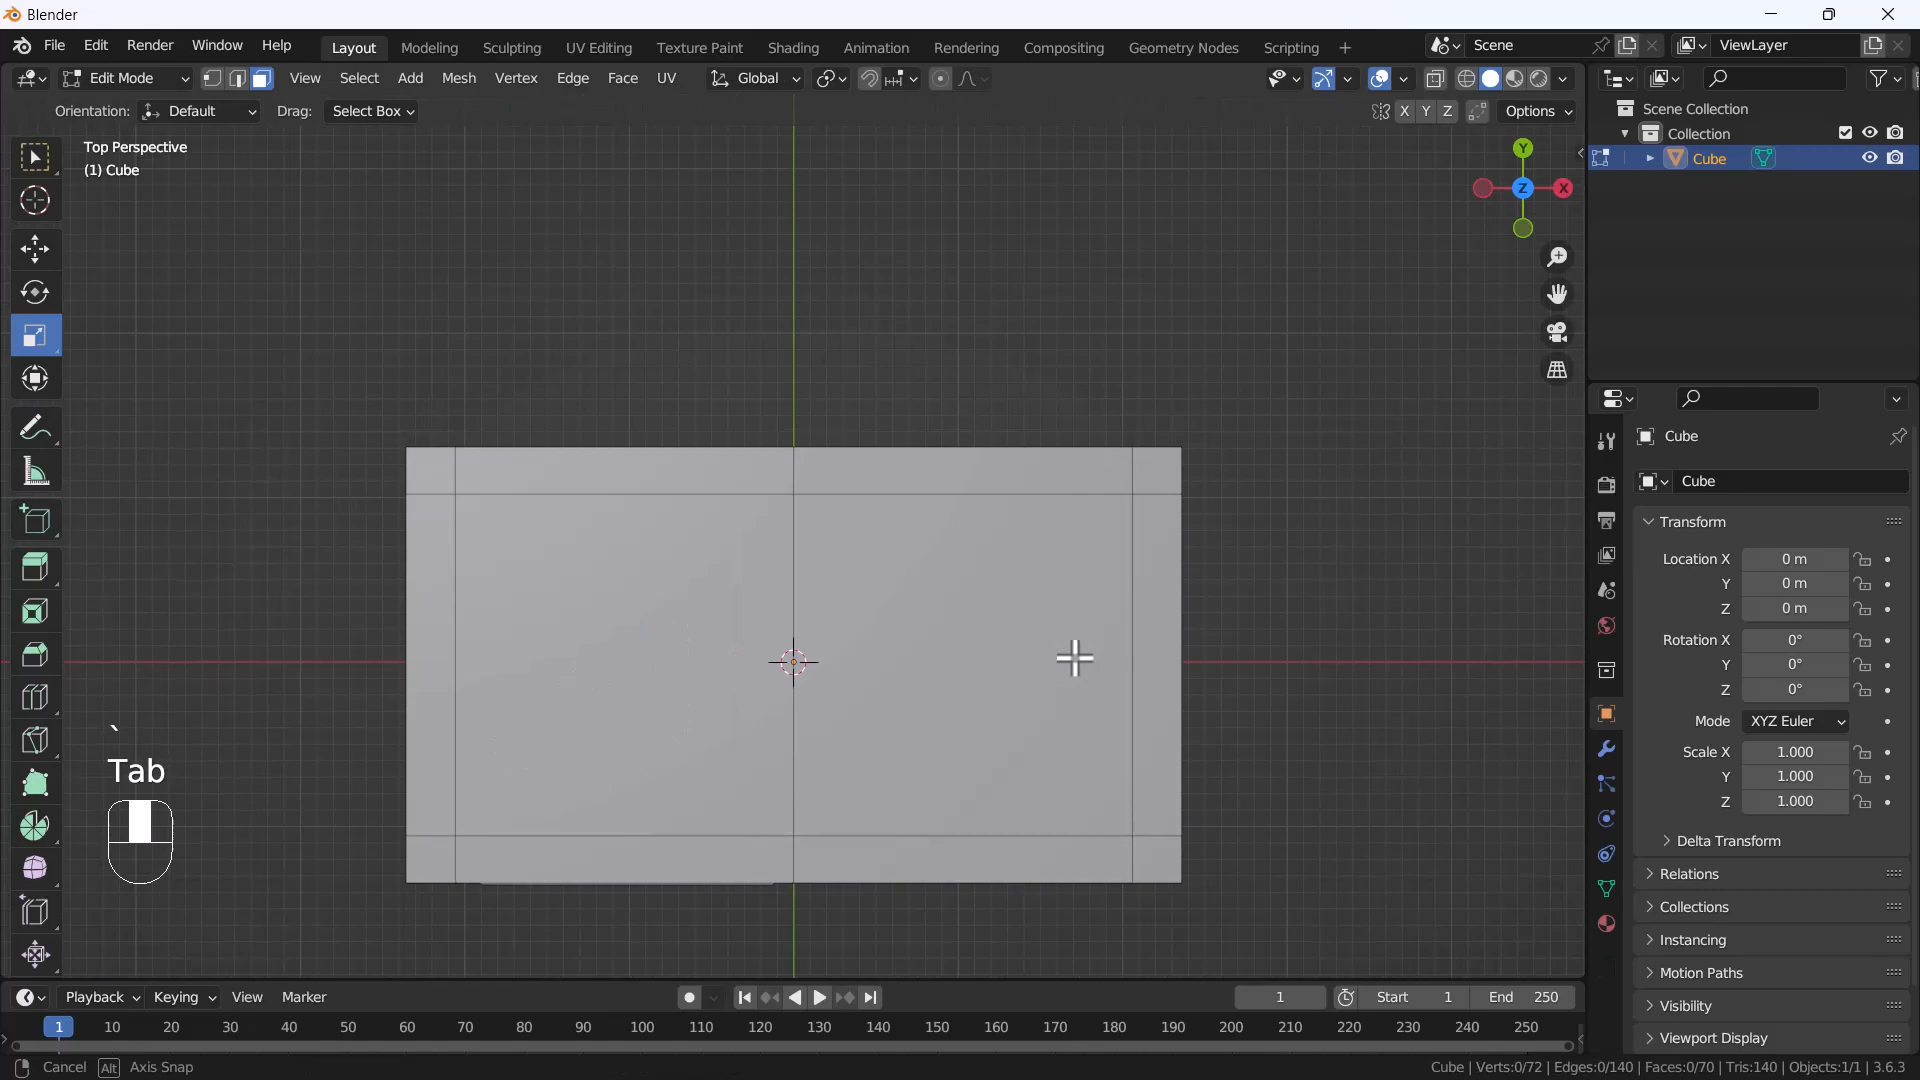 Blender
File Edit Render Window Help Layout Modeling Sculpting UV Editing Texture Paint Shading Animation Rendering Compositing Geometry Nodes Scripting + Scene ViewLayer
Edit Mode View Select Add Mesh Vertex Edge Face UV Global
Orientation: Default Drag: Select Box X Y Z Options
Top Perspective
(1) Cube
Y
Z
X
Scene Collection
Collection
Cube
Cube
Cube
Transform
Location X 0 m
Y 0 m
Z 0 m
Rotation X 0°
Y 0°
Z 0°
Mode XYZ Euler
Scale X 1.000
Y 1.000
Z 1.000
Delta Transform
Relations
Collections
Instancing
Motion Paths
Visibility
Viewport Display
`
Tab
Playback Keying View Marker 1 Start 1 End 250
1 10 20 30 40 50 60 70 80 90 100 110 120 130 140 150 160 170 180 190 200 210 220 230 240 250
Cancel Alt Axis Snap
Cube | Verts:0/72 | Edges:0/140 | Faces:0/70 | Tris:140 | Objects:1/1 | 3.6.3